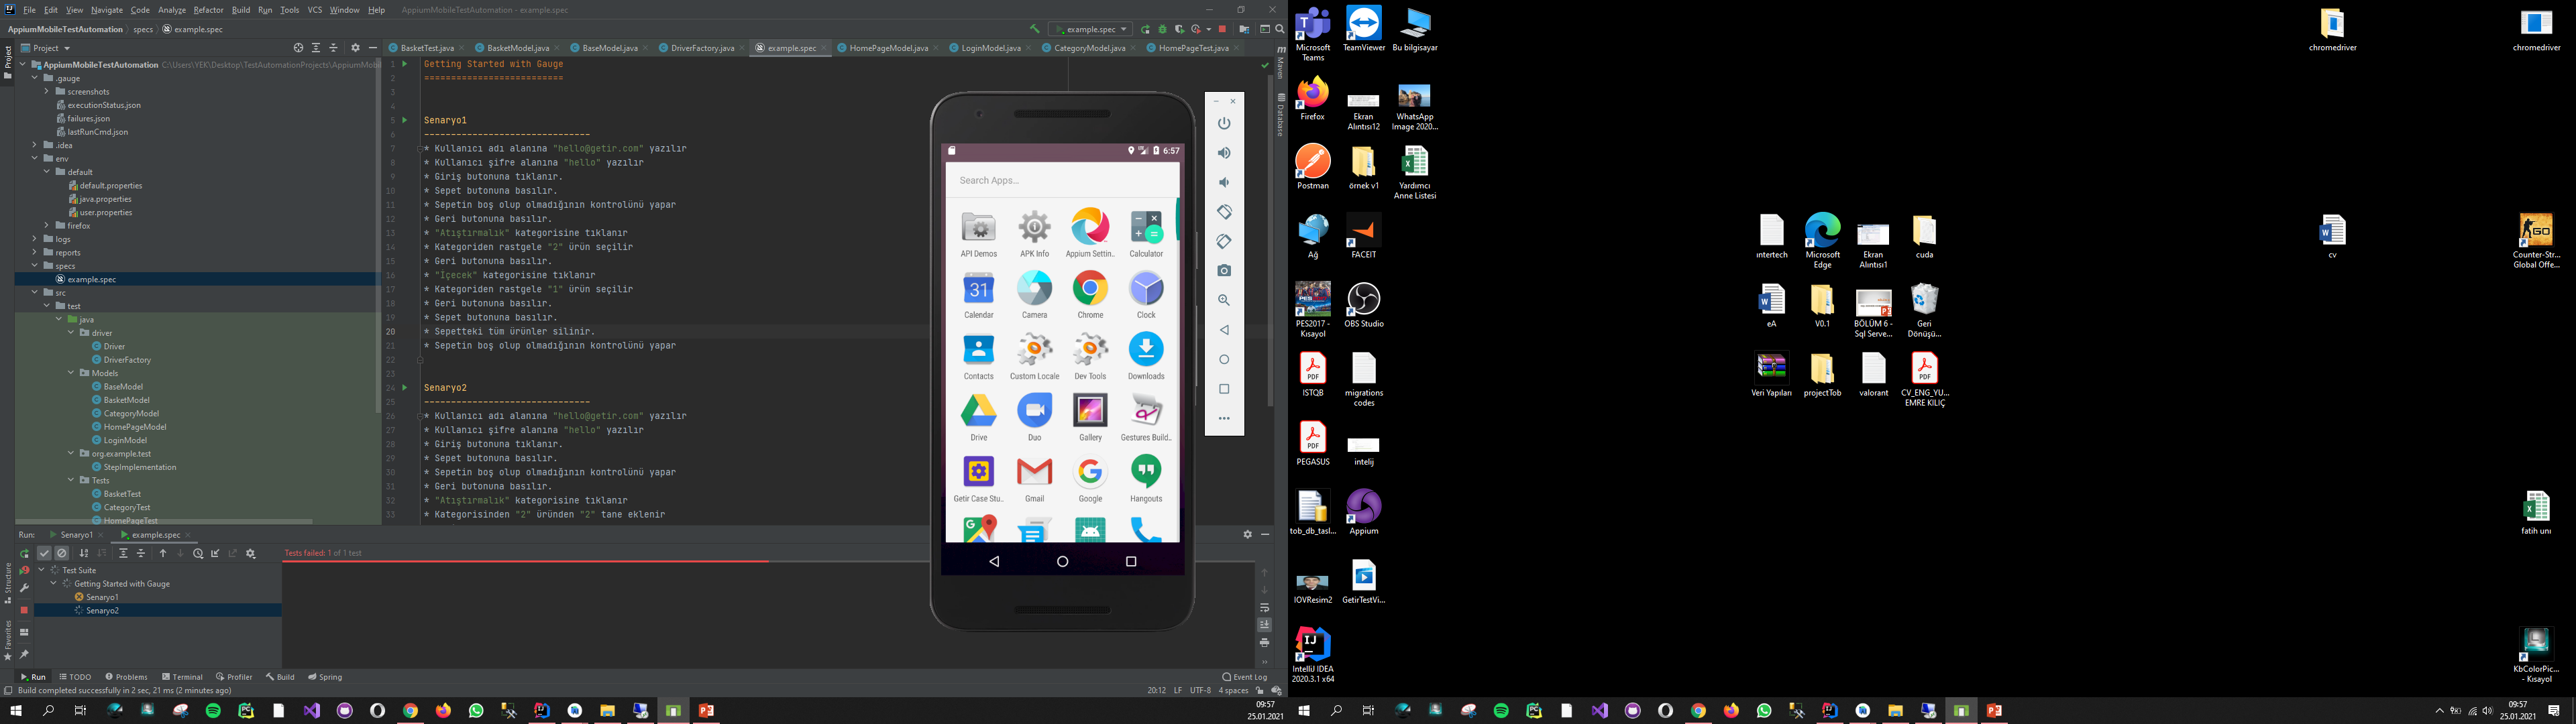 File Edit View Navigate Code Analyze Refactor Build Run Tools VCS Window Help AppiumMobileTestAutomation - example.spec
AppiumMobileTestAutomation specs example.spec
example.spec
Project
BasketTest.java BasketModel.java BaseModel.java DriverFactory.java example.spec HomePageModel.java LoginModel.java CategoryModel.java HomePageTest.java
Project
Maven
Database
AppiumMobileTestAutomation C:\Users\YEK\Desktop\TestAutomationProjects\AppiumMobil
.gauge
screenshots
executionStatus.json
failures.json
lastRunCmd.json
.idea
env
default
default.properties
java.properties
user.properties
firefox
logs
reports
specs
example.spec
src
test
java
driver
Driver
DriverFactory
Models
BaseModel
BasketModel
CategoryModel
HomePageModel
LoginModel
org.example.test
StepImplementation
Tests
BasketTest
CategoryTest
HomePageTest
1 Getting Started with Gauge
2 ==========================
3
4
5 Senaryo1
6 -------------------------------
7 * Kullanıcı adı alanına "hello@getir.com" yazılır
8 * Kullanıcı şifre alanına "hello" yazılır
9 * Giriş butonuna tıklanır.
10 * Sepet butonuna basılır.
11 * Sepetin boş olup olmadığının kontrolünü yapar
12 * Geri butonuna basılır.
13 * "Atıştırmalık" kategorisine tıklanır
14 * Kategoriden rastgele "2" ürün seçilir
15 * Geri butonuna basılır.
16 * "İçecek" kategorisine tıklanır
17 * Kategoriden rastgele "1" ürün seçilir
18 * Geri butonuna basılır.
19 * Sepet butonuna basılır.
20 * Sepetteki tüm ürünler silinir.
21 * Sepetin boş olup olmadığının kontrolünü yapar
22
23
24 Senaryo2
25 -------------------------------
26 * Kullanıcı adı alanına "hello@getir.com" yazılır
27 * Kullanıcı şifre alanına "hello" yazılır
28 * Giriş butonuna tıklanır.
29 * Sepet butonuna basılır.
30 * Sepetin boş olup olmadığının kontrolünü yapar
31 * Geri butonuna basılır.
32 * "Atıştırmalık" kategorisine tıklanır
33 * Kategorisinden "2" üründen "2" tane eklenir
6:57
Search Apps...
API Demos APK Info Appium Settin.. Calculator
31
Calendar Camera Chrome Clock
Contacts Custom Locale Dev Tools Downloads
Drive Duo Gallery Gestures Build..
Getir Case Stu.. Gmail Google Hangouts
Run: Senaryo1 example.spec
Tests failed: 1 of 1 test
Test Suite
Getting Started with Gauge
Senaryo1
Senaryo2
Structure
Favorites
Run TODO Problems Terminal Profiler Build Spring Event Log
Build completed successfully in 2 sec, 21 ms (2 minutes ago) 20:12 LF UTF-8 4 spaces
09:57
25.01.2021
Microsoft Teams
TeamViewer
Bu bilgisayar
Firefox
Ekran Alıntısı12
WhatsApp Image 2020...
Postman
örnek v1
Yardımcı Anne Listesi
Ağ
FACEIT
PES2017 - Kısayol
OBS Studio
ISTQB
migrations codes
PEGASUS
intelij
tob_db_tasl...
Appium
IOVResim2
GetirTestVi...
IntelliJ IDEA 2020.3.1 x64
intertech
Microsoft Edge
Ekran Alıntısı1
cuda
eA
V0.1
BÖLÜM 6 - Sql Serve...
Geri Dönüşü...
Veri Yapıları
projectTob
valorant
CV_ENG_YU... EMRE KILIÇ
chromedriver
chromedriver
cv
Counter-Str... Global Offe...
fatih uni
KbColorPic... - Kısayol
09:57
25.01.2021